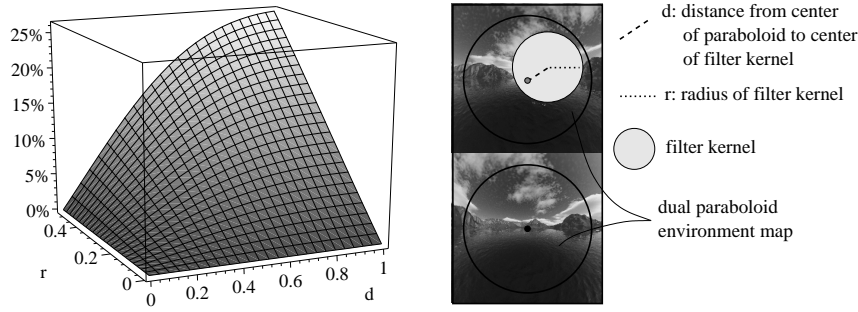 25%
20%
15%
10%
5%
0%
0.4
0.2
0
r
0
0.2
0.4
0.6
0.8
1
d
d: distance from center
of paraboloid to center
of filter kernel
r: radius of filter kernel
filter kernel
dual paraboloid
environment map